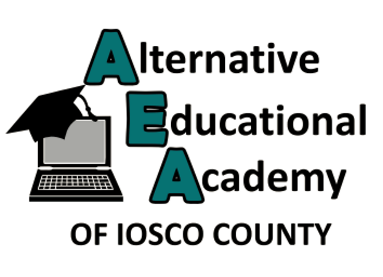 Alternative
Educational
Academy
OF IOSCO COUNTY